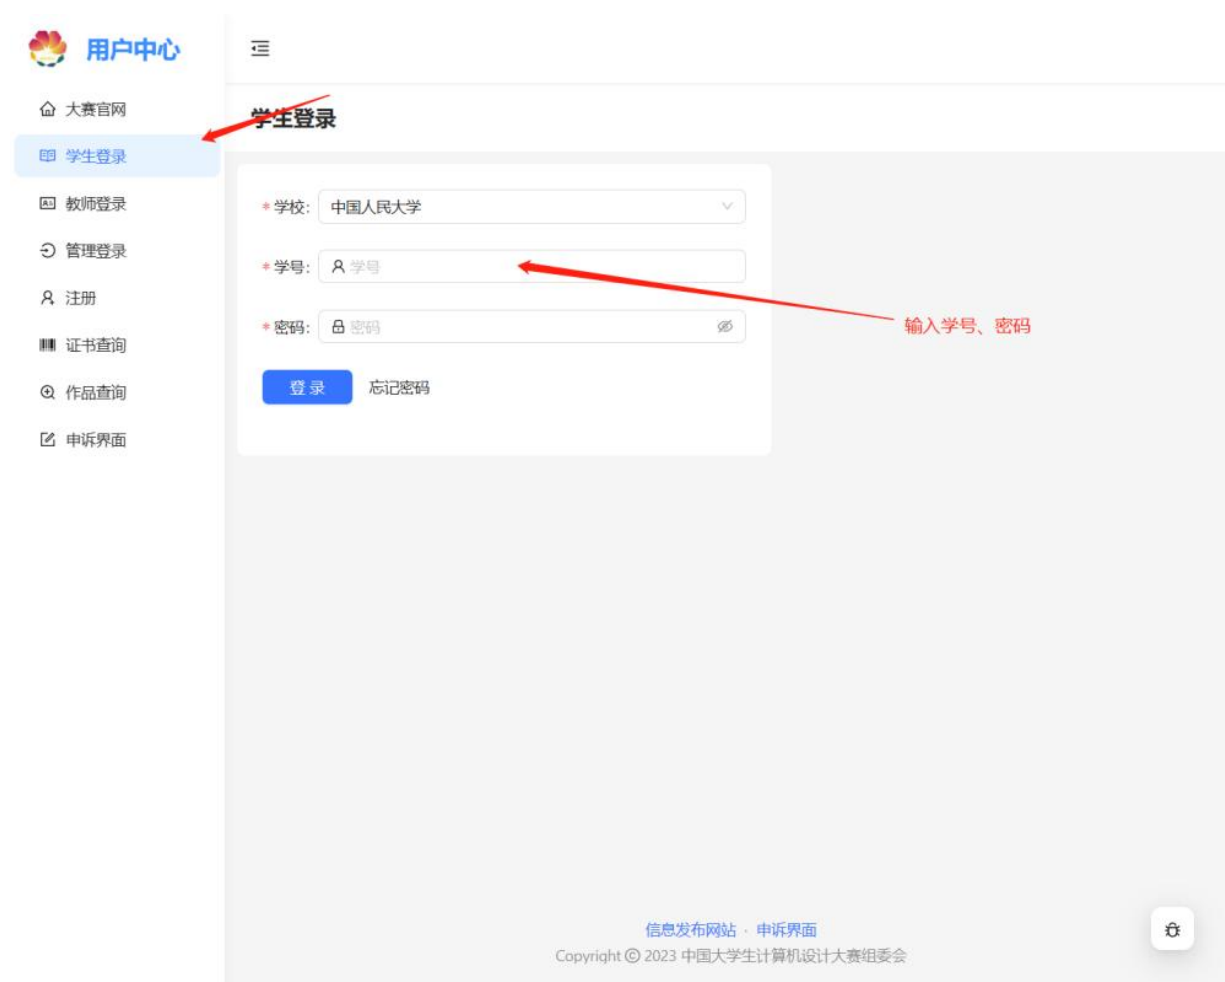 用户中心
大赛官网
学生登录
教师登录
管理登录
注册
证书查询
作品查询
申诉界面
学生登录
* 学校: 中国人民大学
* 学号: 学号
* 密码: 密码
输入学号、密码
登 录 忘记密码
信息发布网站 · 申诉界面
Copyright © 2023 中国大学生计算机设计大赛组委会